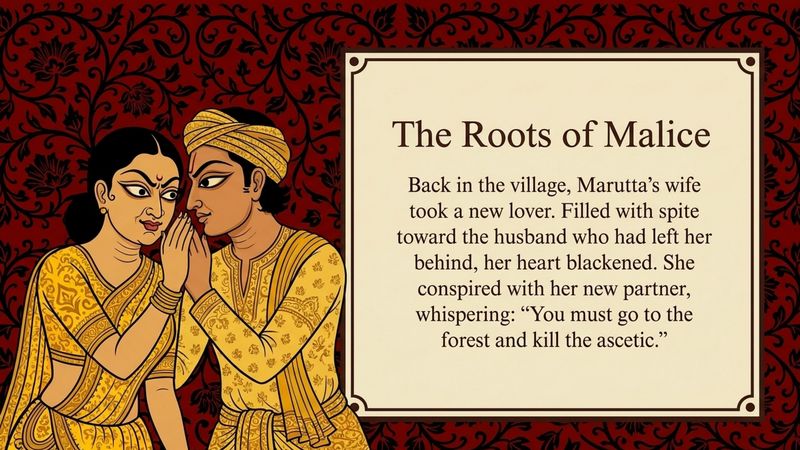 The Roots of Malice
Back in the village, Marutta’s wife
took a new lover. Filled with spite
toward the husband who had left her
behind, her heart blackened. She
conspired with her new partner,
whispering: “You must go to the
forest and kill the ascetic.”